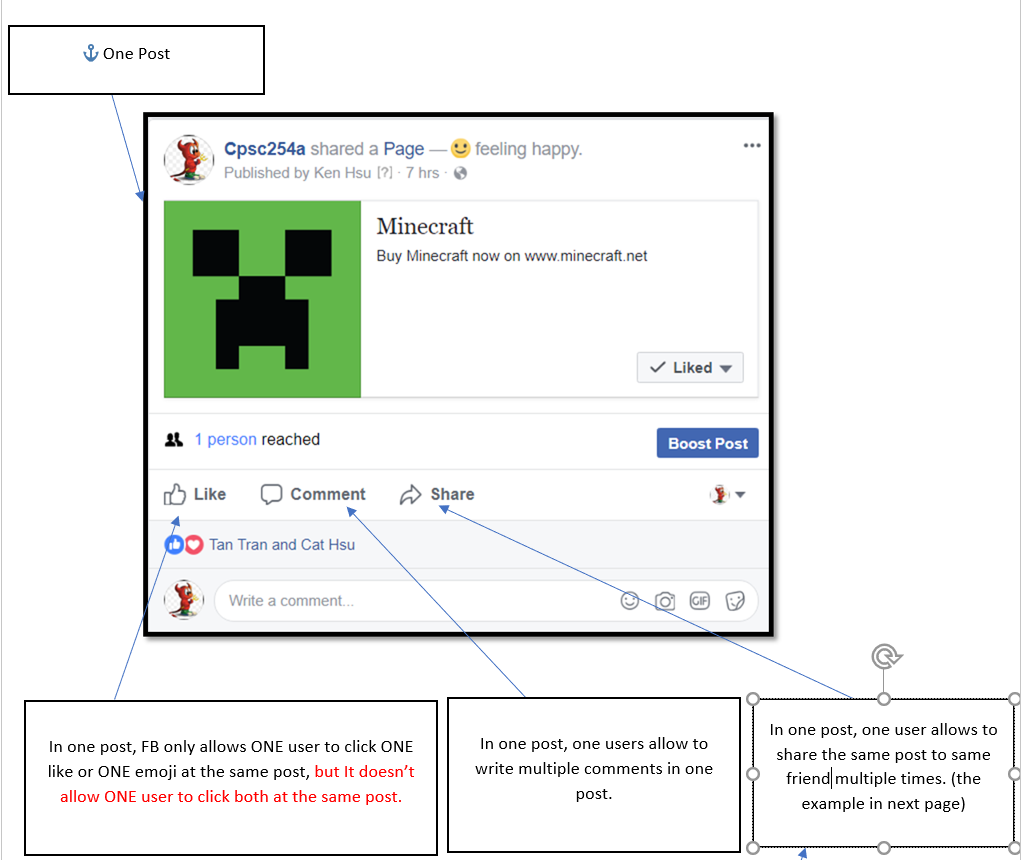 One Post
Cpsc254a shared a Page — feeling happy.
Published by Ken Hsu [?] · 7 hrs ·
Minecraft
Buy Minecraft now on www.minecraft.net
Liked
1 person reached
Boost Post
Like Comment Share
Tan Tran and Cat Hsu
Write a comment...
GIF
In one post, FB only allows ONE user to click ONE
like or ONE emoji at the same post, but It doesn't
allow ONE user to click both at the same post.
In one post, one users allow to
write multiple comments in one
post.
In one post, one user allows to
share the same post to same
friend multiple times. (the
example in next page)